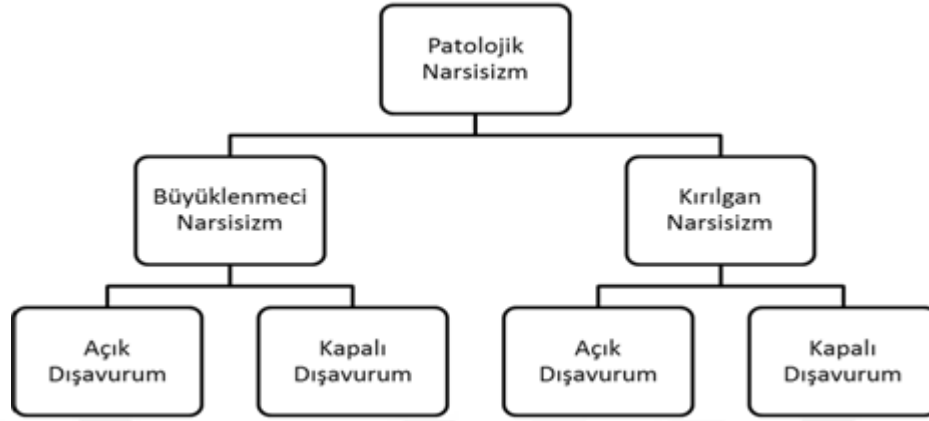 Patolojik
Narsisizm
Büyüklenmeci
Narsisizm
Kırılgan
Narsisizm
Açık
Dışavurum
Kapalı
Dışavurum
Açık
Dışavurum
Kapalı
Dışavurum